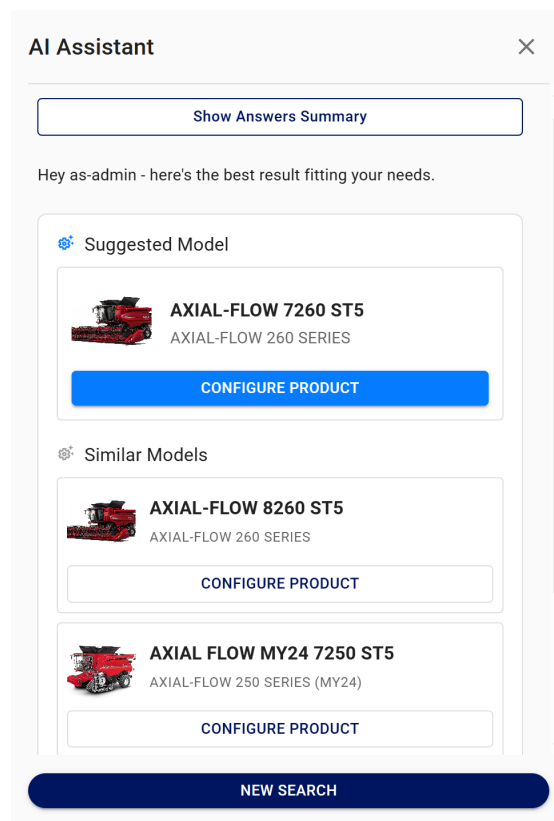 AI Assistant
Show Answers Summary
Hey as-admin - here's the best result fitting your needs.
Suggested Model
AXIAL-FLOW 7260 ST5
AXIAL-FLOW 260 SERIES
CONFIGURE PRODUCT
Similar Models
AXIAL-FLOW 8260 ST5
AXIAL-FLOW 260 SERIES
CONFIGURE PRODUCT
AXIAL FLOW MY24 7250 ST5
AXIAL-FLOW 250 SERIES (MY24)
CONFIGURE PRODUCT
NEW SEARCH